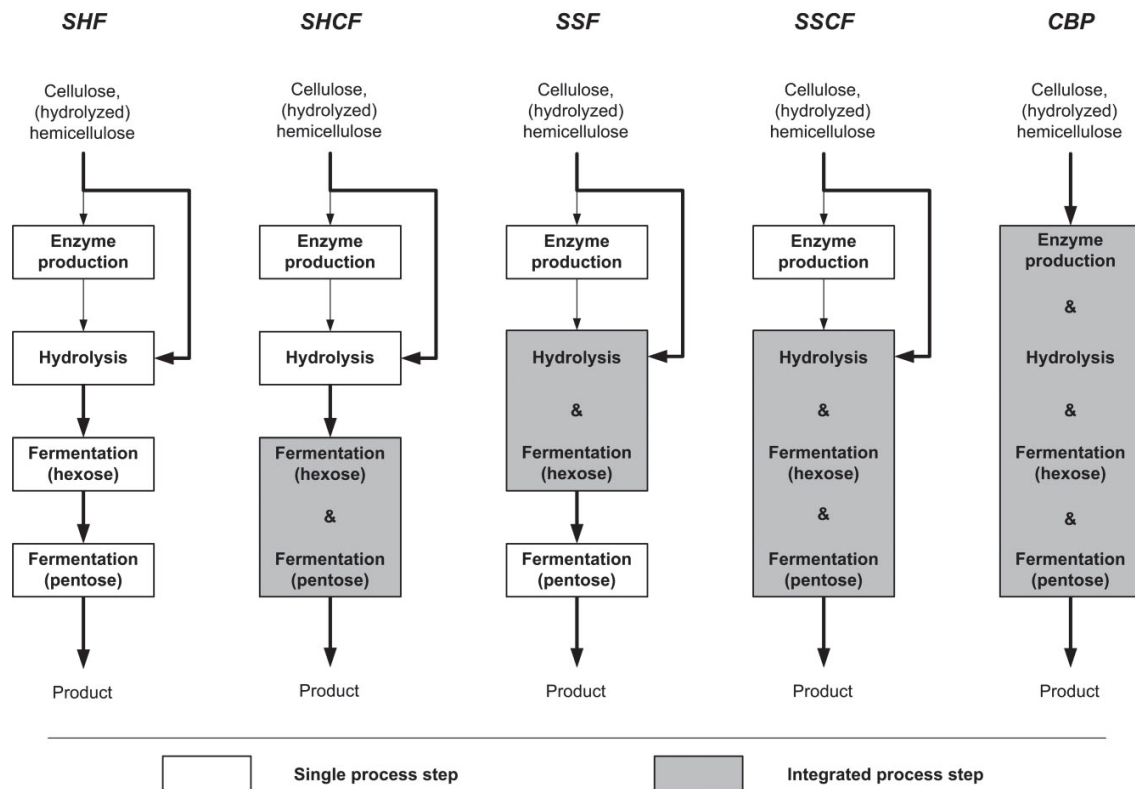 SHF
SHCF
SSF
SSCF
CBP
Cellulose,
(hydrolyzed)
hemicellulose
Cellulose,
(hydrolyzed)
hemicellulose
Cellulose,
(hydrolyzed)
hemicellulose
Cellulose,
(hydrolyzed)
hemicellulose
Cellulose,
(hydrolyzed)
hemicellulose
Enzyme
production
Hydrolysis
Fermentation
(hexose)
Fermentation
(pentose)
Product
Enzyme
production
Hydrolysis
Fermentation
(hexose)
&
Fermentation
(pentose)
Product
Enzyme
production
Hydrolysis
&
Fermentation
(hexose)
Fermentation
(pentose)
Product
Enzyme
production
Hydrolysis
&
Fermentation
(hexose)
&
Fermentation
(pentose)
Product
Enzyme
production
&
Hydrolysis
&
Fermentation
(hexose)
&
Fermentation
(pentose)
Product
Single process step
Integrated process step